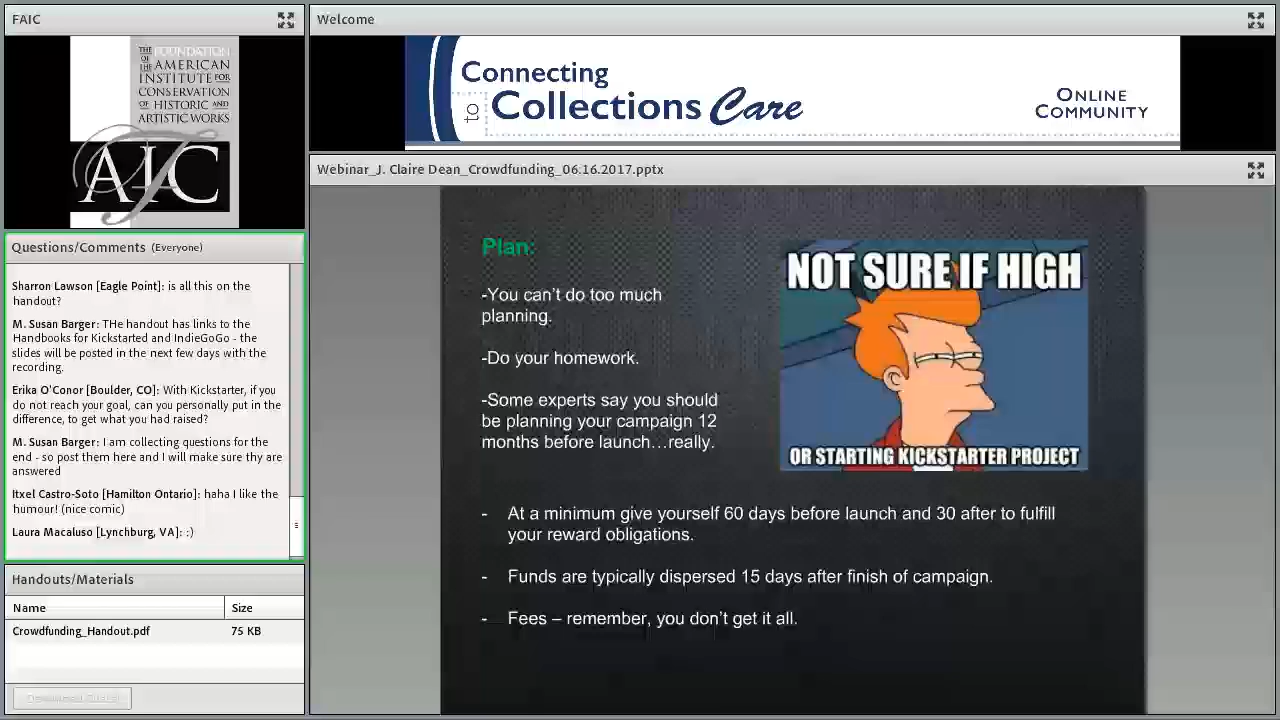 FAIC
THE
OF THE FOUNDATION
AMERICAN
INSTITUTE FOR
CONSERVATION
OF HISTORIC AND
ARTISTIC WORKS
AIC
Questions/Comments (Everyone)
Sharron Lawson [Eagle Point]: is all this on the
handout?
M. Susan Barger: THe handout has links to the
Handbooks for Kickstarted and IndieGoGo - the
slides will be posted in the next few days with the
recording.
Erika O'Conor [Boulder, CO]: With Kickstarter, if you
do not reach your goal, can you personally put in the
difference, to get what you had raised?
M. Susan Barger: I am collecting questions for the
end - so post them here and I will make sure thy are
answered
Itxel Castro-Soto [Hamilton Ontario]: haha I like the
humour! (nice comic)
Laura Macaluso [Lynchburg, VA]: :)
Handouts/Materials
Name Size
Crowdfunding_Handout.pdf 75 KB
Welcome
Connecting
to Collections Care
ONLINE
COMMUNITY
Webinar_J. Claire Dean_Crowdfunding_06.16.2017.pptx
Plan:
-You can't do too much
planning.
-Do your homework.
-Some experts say you should
be planning your campaign 12
months before launch…really.
NOT SURE IF HIGH
OR STARTING KICKSTARTER PROJECT
- At a minimum give yourself 60 days before launch and 30 after to fulfill
your reward obligations.
- Funds are typically dispersed 15 days after finish of campaign.
- Fees – remember, you don't get it all.